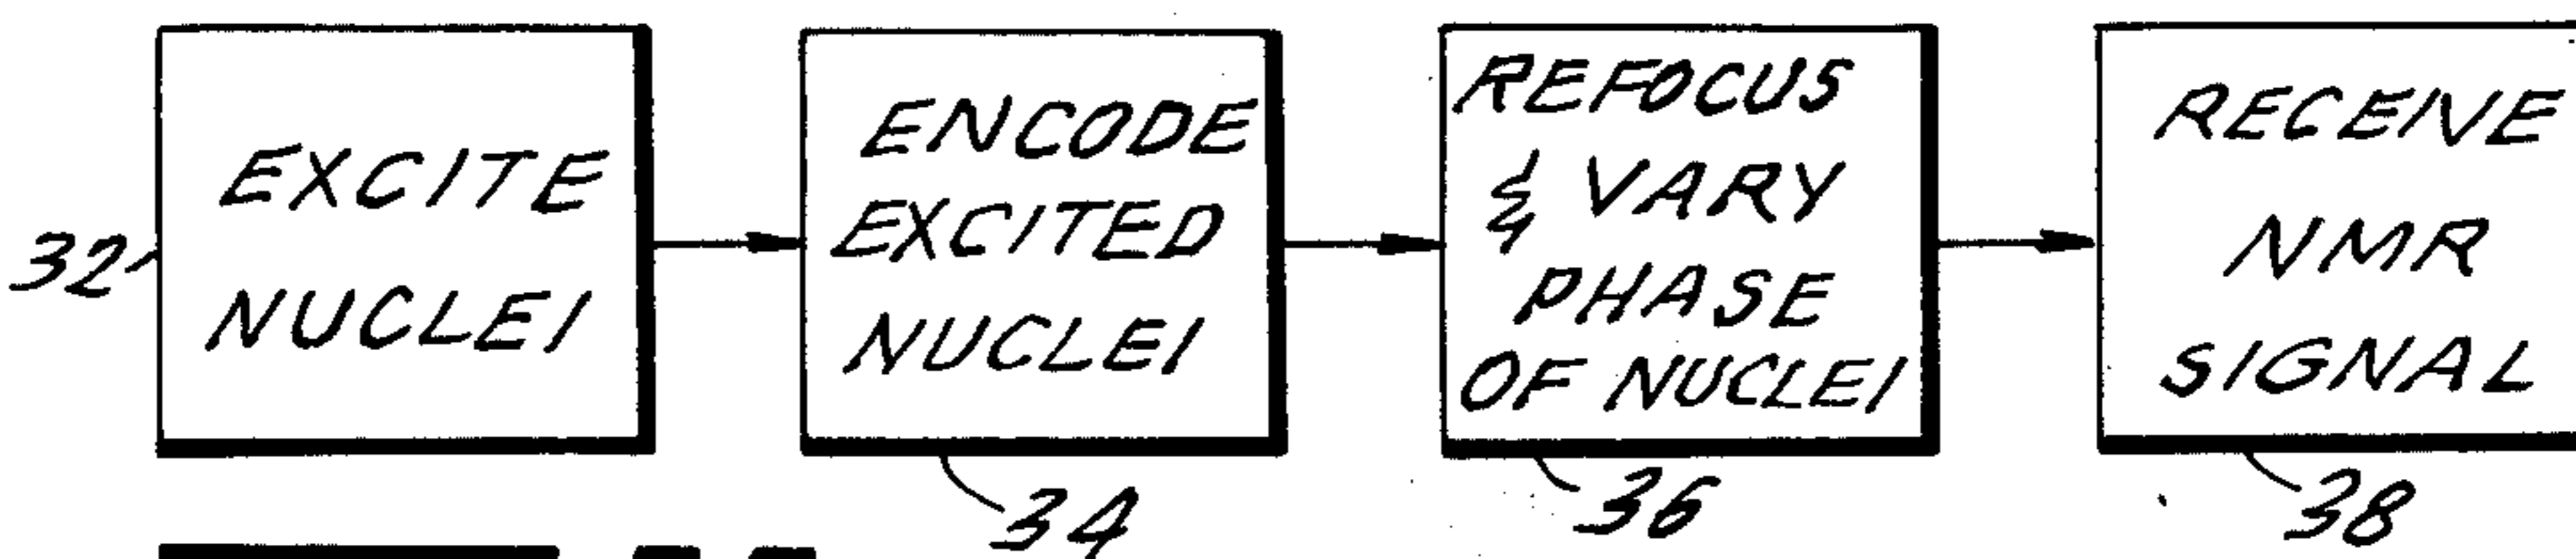 EXCITE
NUCLEI
32
ENCODE
EXCITED
NUCLEI
34
REFOCUS
& VARY
PHASE
OF NUCLEI
36
RECEIVE
NMR
SIGNAL
38